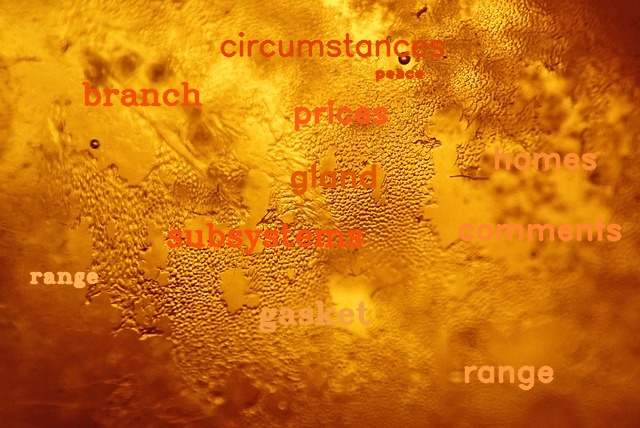 circumstances
peace
branch
prices
homes
gland
comments
subsystems
range
gasket
range